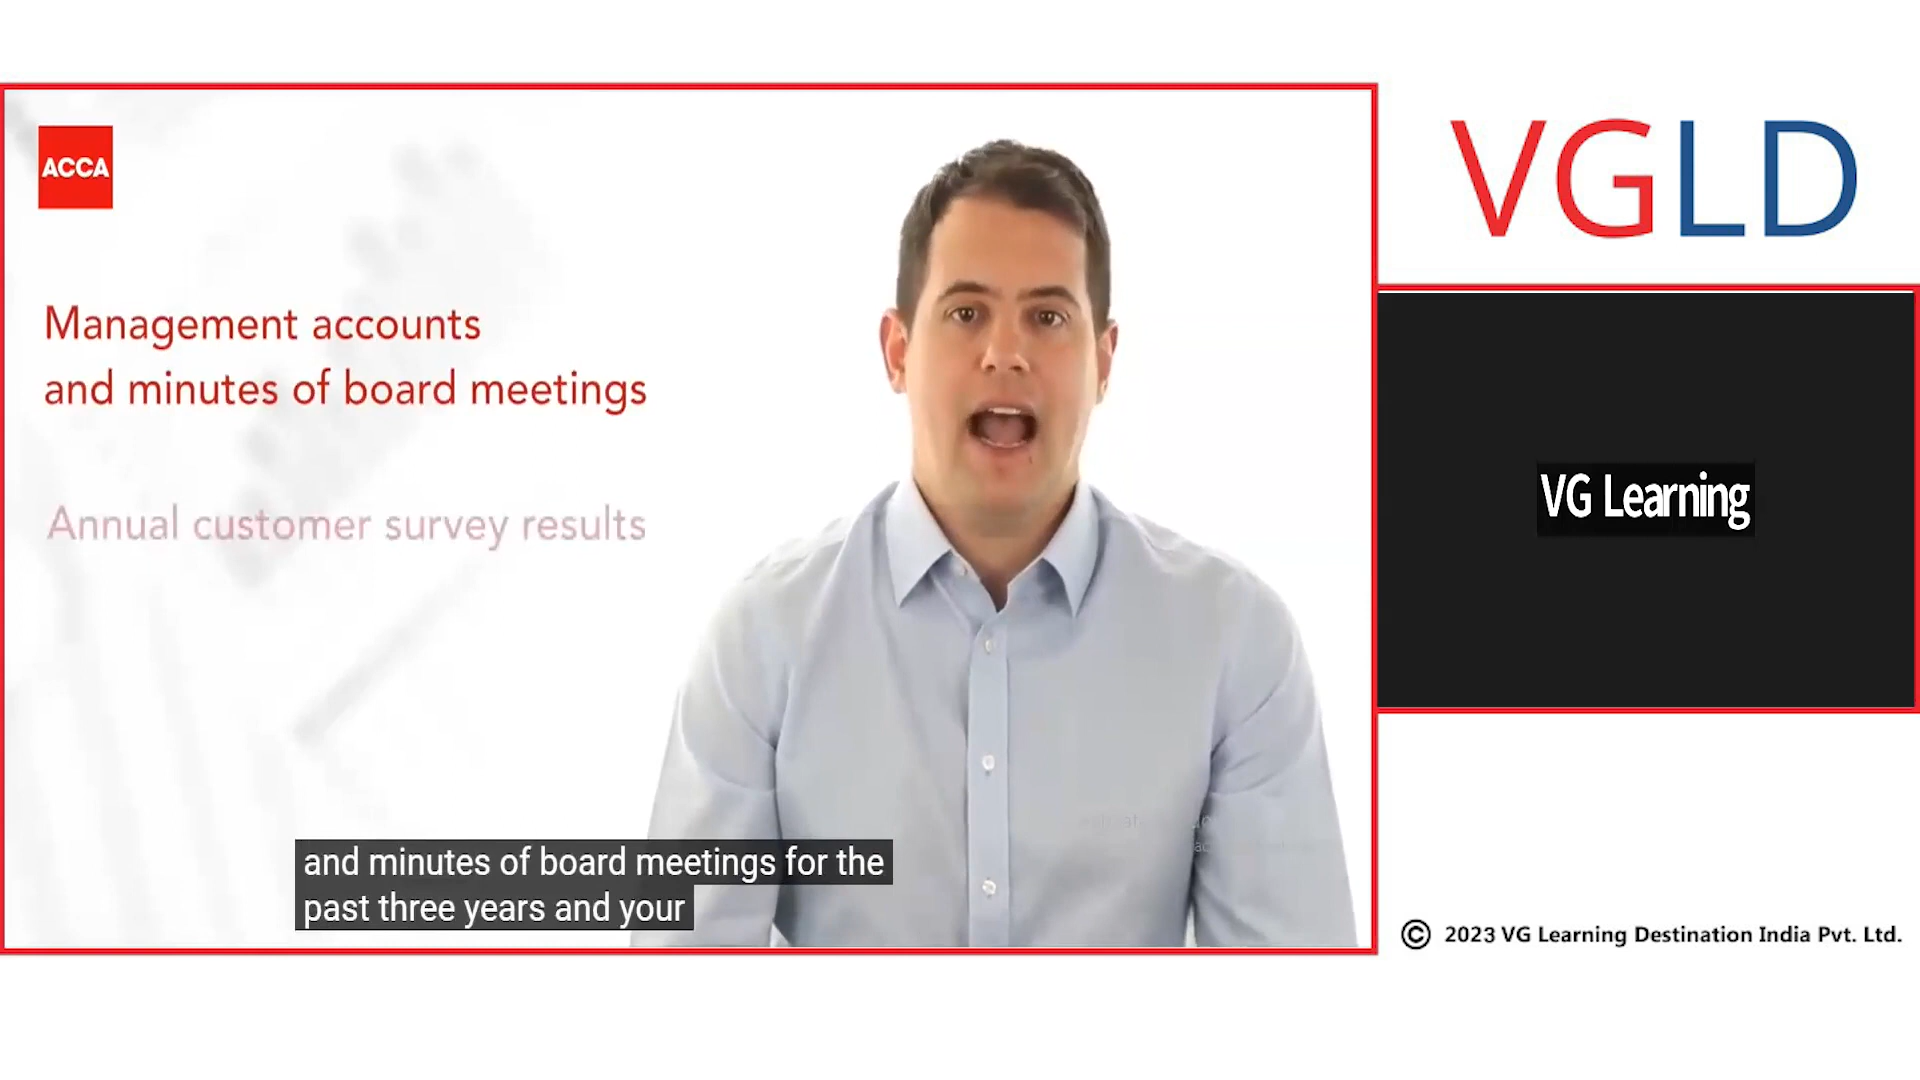 ACCA
Management accounts
and minutes of board meetings
Annual customer survey results
and minutes of board meetings for the
past three years and your
VGLD
VG Learning
© 2023 VG Learning Destination India Pvt. Ltd.